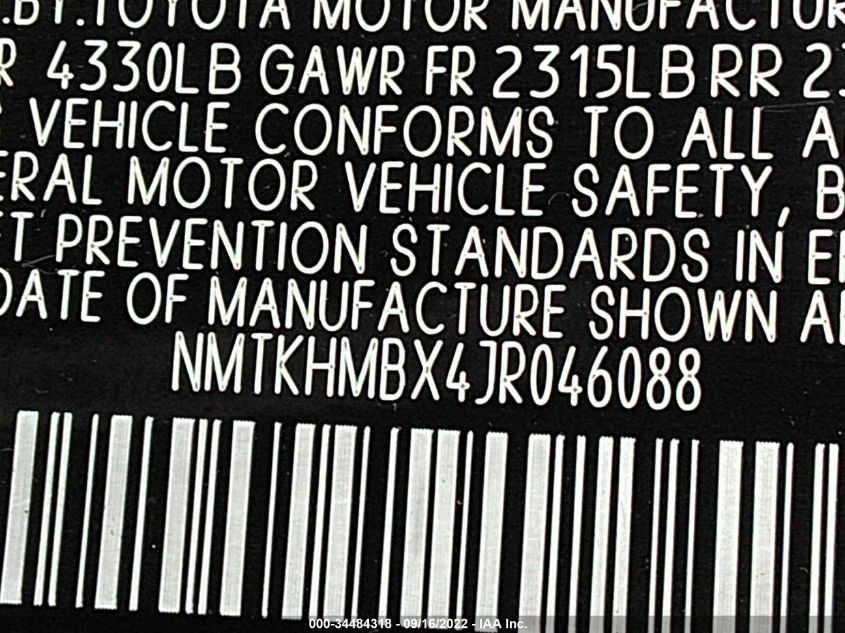 .BY.TOYOTA MOTOR MANUFACTUR
R 4330LB GAWR FR 2315LB RR 2
VEHICLE CONFORMS TO ALL A
ERAL MOTOR VEHICLE SAFETY, B
T PREVENTION STANDARDS IN E
DATE OF MANUFACTURE SHOWN A
NMTKHMBX4JR046088
000-34484318 - 09/16/2022 - IAA Inc.